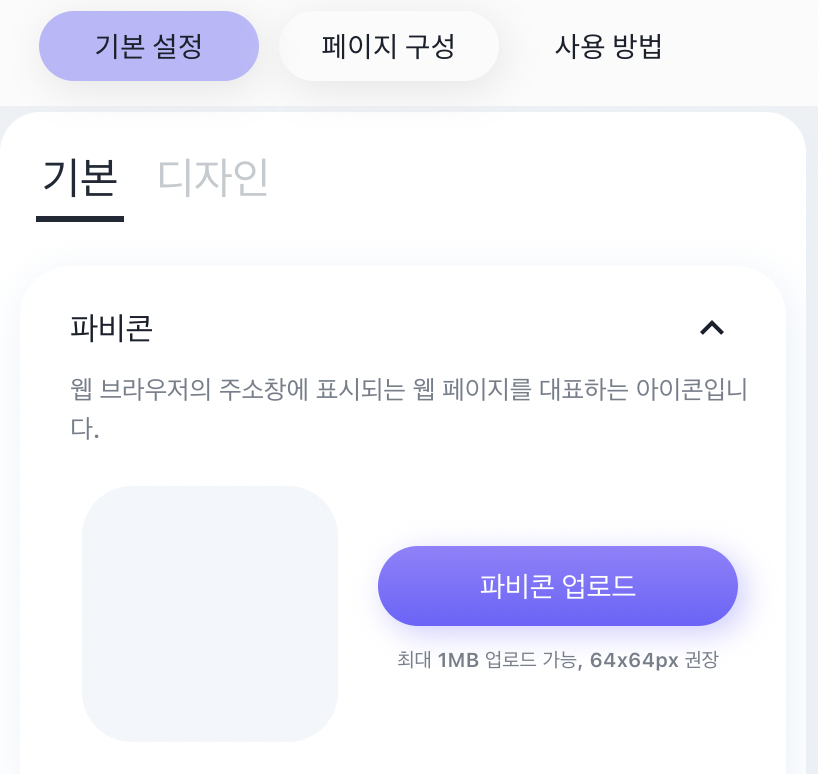 기본 설정 페이지 구성 사용 방법
기본 디자인
파비콘
웹 브라우저의 주소창에 표시되는 웹 페이지를 대표하는 아이콘입니
다.
파비콘 업로드
최대 1MB 업로드 가능, 64x64px 권장